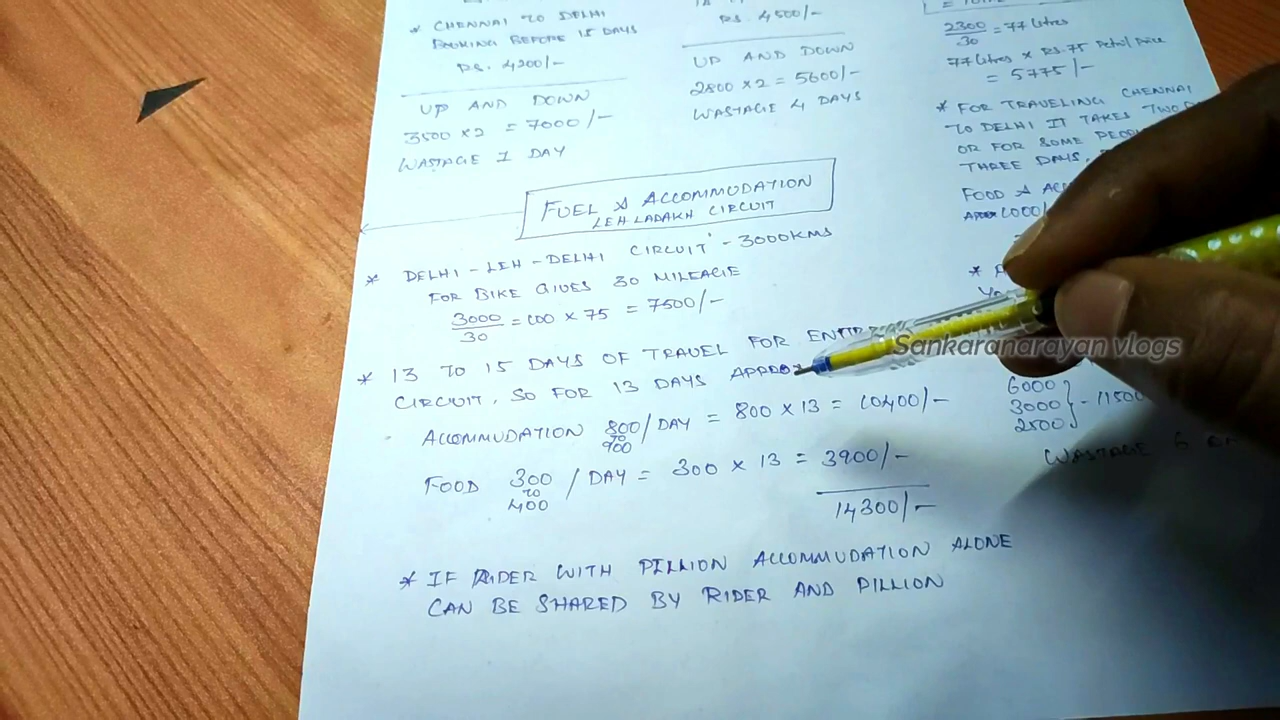 * CHENNAI TO DELHI
BOOKING BEFORE 15 DAYS
RS. 4200/-
UP AND DOWN
3500 x 2 = 7000/-
WASTAGE 1 DAY
RS. 4500/-
UP AND DOWN
2800 x 2 = 5600/-
WASTAGE 4 DAYS
2300
30
= 77 Litres
77 Litres x RS.75 Petrol Price
= 5775/-
* FOR TRAVELING CHENNAI
TO DELHI IT TAKES TWO
OR FOR SOME
THREE DAYS,
FOOD &
FUEL & ACCOMMODATION
LEH LADAKH CIRCUIT
* DELHI - LEH - DELHI CIRCUIT - 3000KMS
FOR BIKE GIVES 30 MILEAGE
3000
30
= 100 x 75 = 7500/-
* 13 TO 15 DAYS OF TRAVEL FOR
CIRCUIT, SO FOR 13 DAYS APPROX
ACCOMMUDATION 800 TO 900 /DAY = 800 x 13 = 10400/-
FOOD 300 TO 400 / DAY = 300 x 13 = 3900/-
14300/-
* IF RIDER WITH PILLION ACCOMMUDATION ALONE
CAN BE SHARED BY RIDER AND PILLION
6000
3000
2500
- 11500
WASTAGE 6
Sankaranarayan vlogs